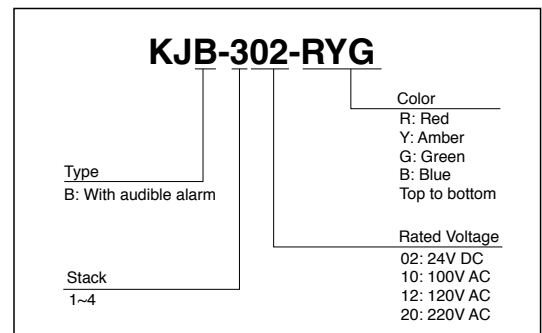 KJB-302-RYG
Color
R: Red
Y: Amber
G: Green
B: Blue
Top to bottom
Type
B: With audible alarm
Rated Voltage
02: 24V DC
10: 100V AC
12: 120V AC
20: 220V AC
Stack
1~4